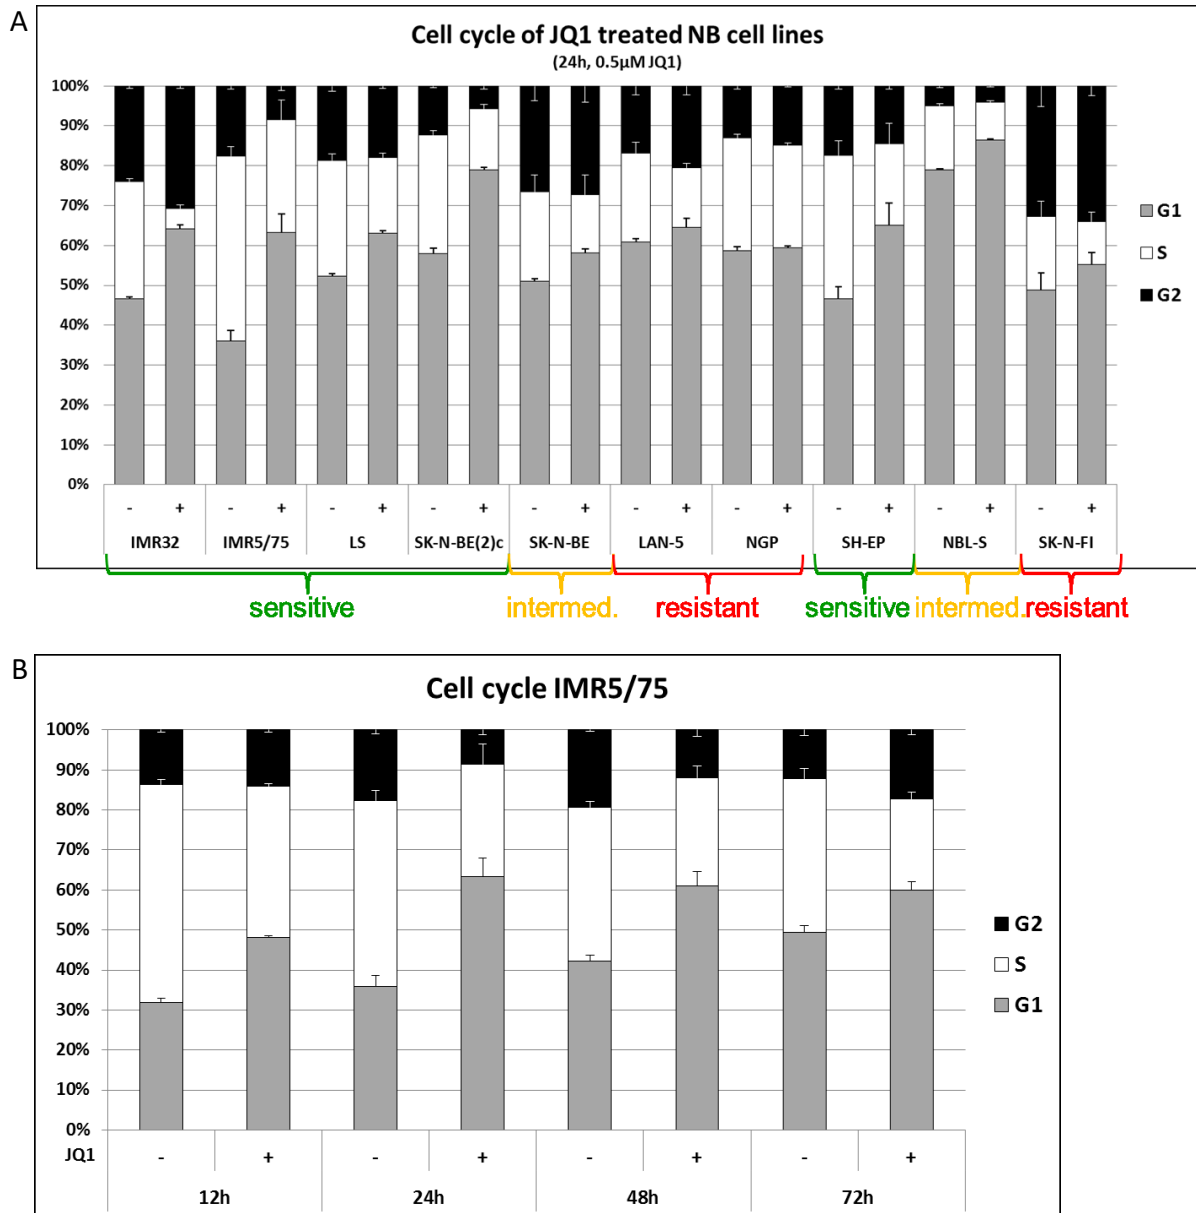 A
Cell cycle of JQ1 treated NB cell lines
(24h, 0.5µM JQ1)
100%
90%
80%
70%
60%
50%
40%
30%
20%
10%
0%
G1
S
G2
- + - + - + - + - + - + - + - + - + - +
IMR32 IMR5/75 LS SK-N-BE(2)c SK-N-BE LAN-5 NGP SH-EP NBL-S SK-N-FI
sensitive intermed. resistant sensitive intermed. resistant
B
Cell cycle IMR5/75
100%
90%
80%
70%
60%
50%
40%
30%
20%
10%
0%
G2
S
G1
JQ1 - + - + - + - +
12h 24h 48h 72h